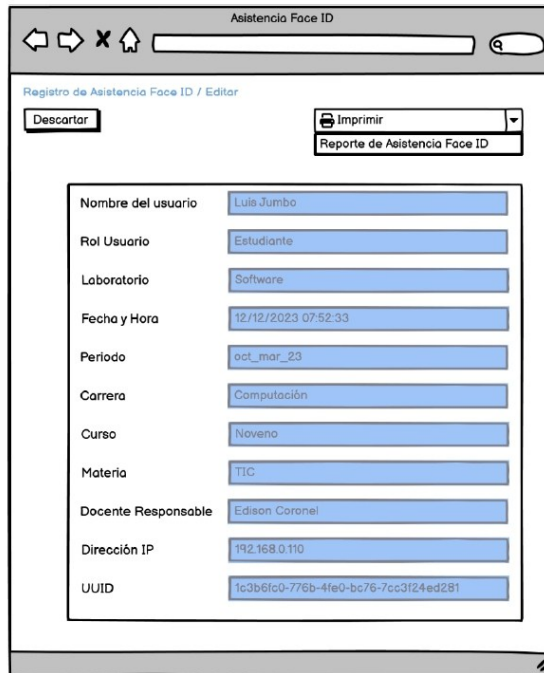 Asistencia Face ID
Registro de Asistencia Face ID / Editar
Descartar
Imprimir
Reporte de Asistencia Face ID
Nombre del usuario Luis Jumbo
Rol Usuario Estudiante
Laboratorio Software
Fecha y Hora 12/12/2023 07:52:33
Periodo oct_mar_23
Carrera Computación
Curso Noveno
Materia TIC
Docente Responsable Edison Coronel
Dirección IP 192.168.0.110
UUID 1c3b6fc0-776b-4fe0-bc76-7cc3f24ed281